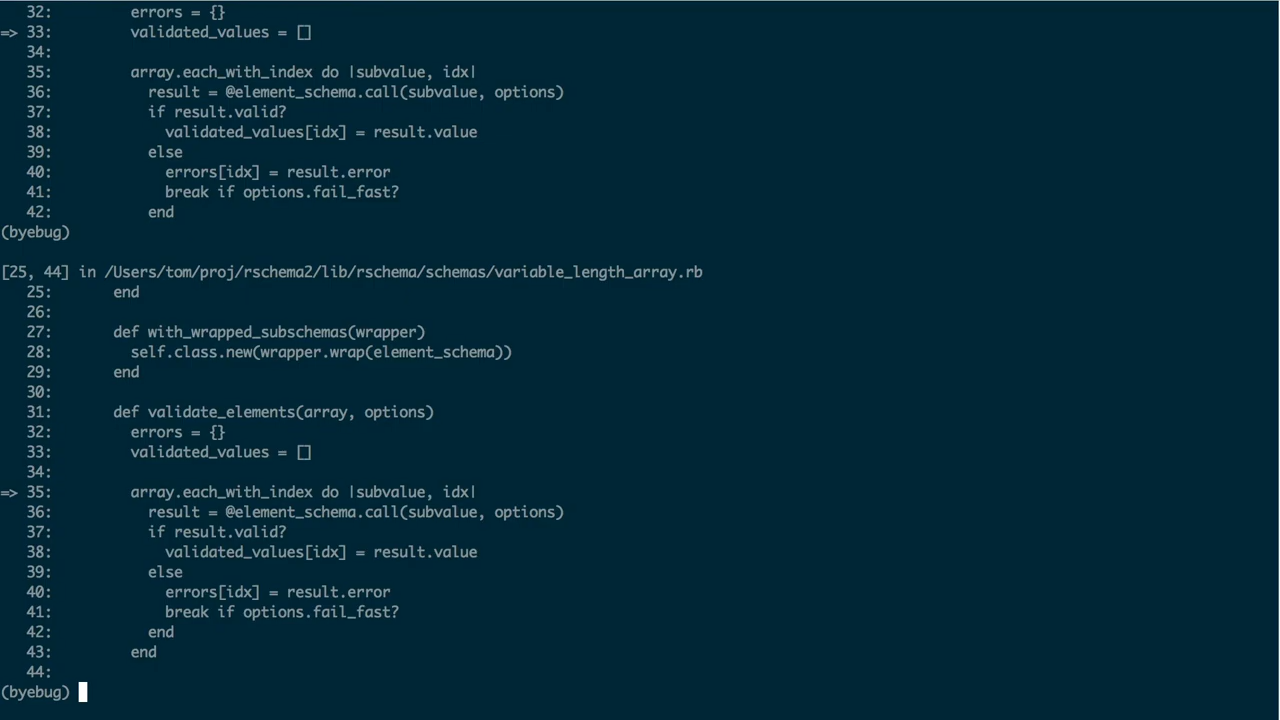 32:         errors = {}
=> 33:         validated_values = []
   34:
   35:         array.each_with_index do |subvalue, idx|
   36:           result = @element_schema.call(subvalue, options)
   37:           if result.valid?
   38:             validated_values[idx] = result.value
   39:           else
   40:             errors[idx] = result.error
   41:             break if options.fail_fast?
   42:           end
(byebug)
[25, 44] in /Users/tom/proj/rschema2/lib/rschema/schemas/variable_length_array.rb
   25:       end
   26:
   27:       def with_wrapped_subschemas(wrapper)
   28:         self.class.new(wrapper.wrap(element_schema))
   29:       end
   30:
   31:       def validate_elements(array, options)
   32:         errors = {}
   33:         validated_values = []
   34:
=> 35:         array.each_with_index do |subvalue, idx|
   36:           result = @element_schema.call(subvalue, options)
   37:           if result.valid?
   38:             validated_values[idx] = result.value
   39:           else
   40:             errors[idx] = result.error
   41:             break if options.fail_fast?
   42:           end
   43:         end
   44:
(byebug)